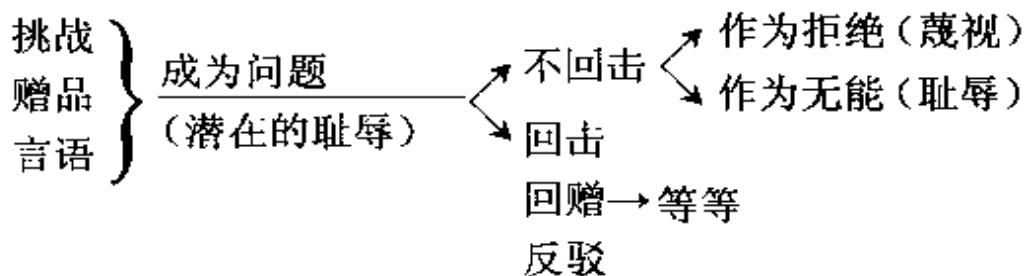 挑战
赠品
言语
成为问题
(潜在的耻辱)
不回击
作为拒绝(蔑视)
作为无能(耻辱)
回击
回赠→等等
反驳